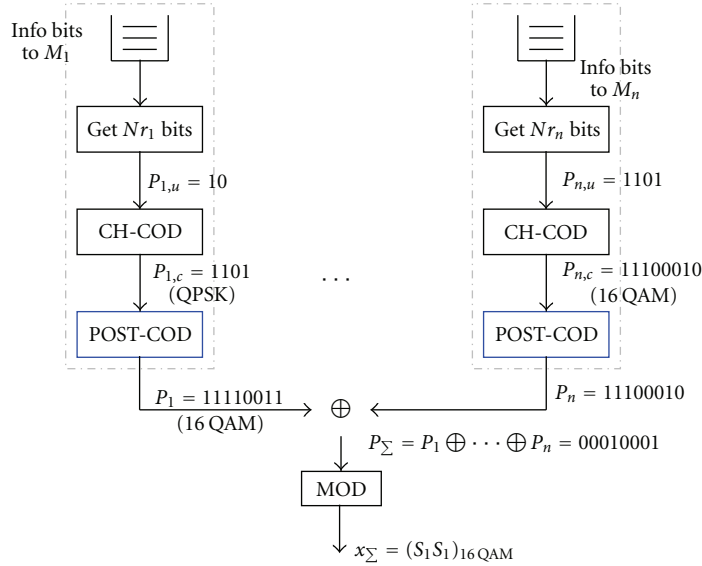 Info bits
to M₁
Info bits
to Mₙ
Get Nr₁ bits
Get Nrₙ bits
P₁,ᵤ = 10
Pₙ,ᵤ = 1101
CH-COD
CH-COD
P₁,c = 1101
(QPSK)
· · ·
Pₙ,c = 11100010
(16 QAM)
POST-COD
POST-COD
P₁ = 11110011
(16 QAM)
⊕
Pₙ = 11100010
P_Σ = P₁ ⊕ · · · ⊕ Pₙ = 00010001
MOD
x_Σ = (S₁S₁)₁₆ QAM